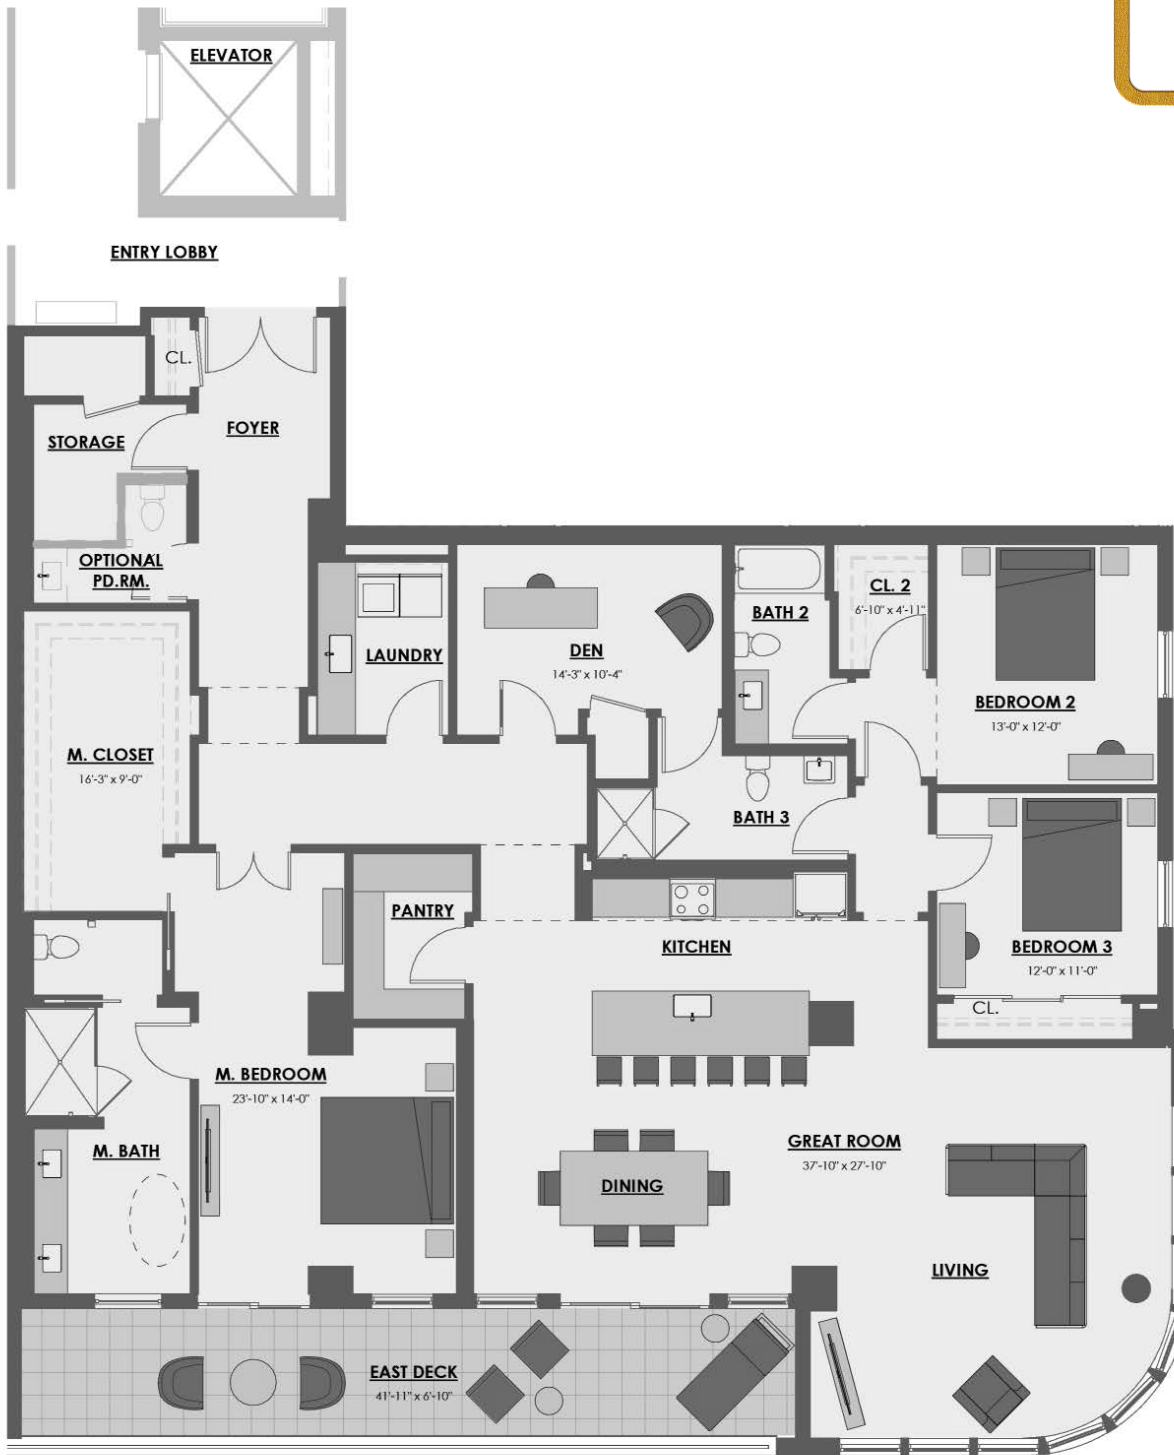 ELEVATOR
ENTRY LOBBY
CL.
FOYER
STORAGE
OPTIONAL
PD.RM.
LAUNDRY
DEN
14'-3" x 10'-4"
BATH 2
CL. 2
6'-10" x 4'-11"
BEDROOM 2
13'-0" x 12'-0"
M. CLOSET
16'-3" x 9'-0"
BATH 3
PANTRY
KITCHEN
BEDROOM 3
12'-0" x 11'-0"
CL.
M. BEDROOM
23'-10" x 14'-0"
M. BATH
GREAT ROOM
37'-10" x 27'-10"
DINING
LIVING
EAST DECK
41'-11" x 6'-10"